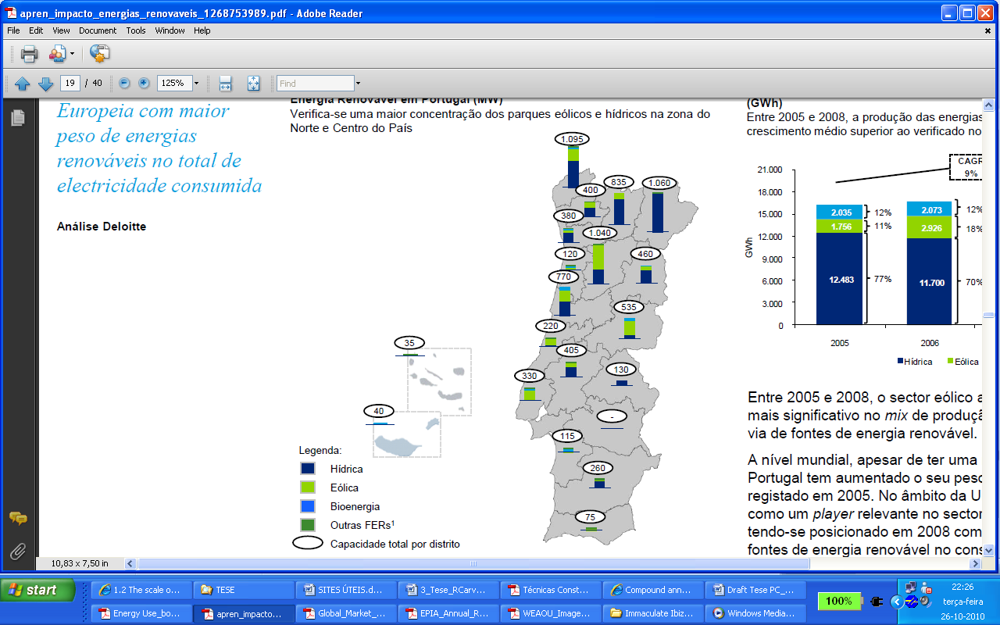 apren_impacto_energias_renovaveis_1268753989.pdf - Adobe Reader
File Edit View Document Tools Window Help
19 / 40 125% Find
Europeia com maior
peso de energias
renováveis no total de
electricidade consumida
Análise Deloitte
Energia Renovável em Portugal (MW)
Verifica-se uma maior concentração dos parques eólicos e hídricos na zona do
Norte e Centro do País
1.095
400
835
1.060
380
1.040
120
460
770
535
220
35
405
130
330
40
-
115
260
75
Legenda:
Hídrica
Eólica
Bioenergia
Outras FERs¹
Capacidade total por distrito
(GWh)
Entre 2005 e 2008, a produção das energias
crescimento médio superior ao verificado no
CAGR
9%
21.000
18.000
15.000
12.000
9.000
6.000
3.000
0
GWh
2.035 12%
1.756 11%
12.483 77%
2.073 12%
2.926 18%
11.700 70%
2005 2006
Hídrica Eólica
Entre 2005 e 2008, o sector eólico a
mais significativo no mix de produçã
via de fontes de energia renovável.
A nível mundial, apesar de ter uma
Portugal tem aumentado o seu peso
registado em 2005. No âmbito da U
como um player relevante no sector
tendo-se posicionado em 2008 com
fontes de energia renovável no cons
10,83 x 7,50 in
start
1.2 The scale o... TESE SITES ÚTEIS.d... 3_Tese_RCarv... Técnicas Const... Compound ann... Draft Tese PC_...
Energy Use_bo... apren_impacto... Global_Market_... EPIA_Annual_R... WEAOU_Image... Immaculate Ibiz... Windows Media...
100%
22:26
terça-feira
26-10-2010